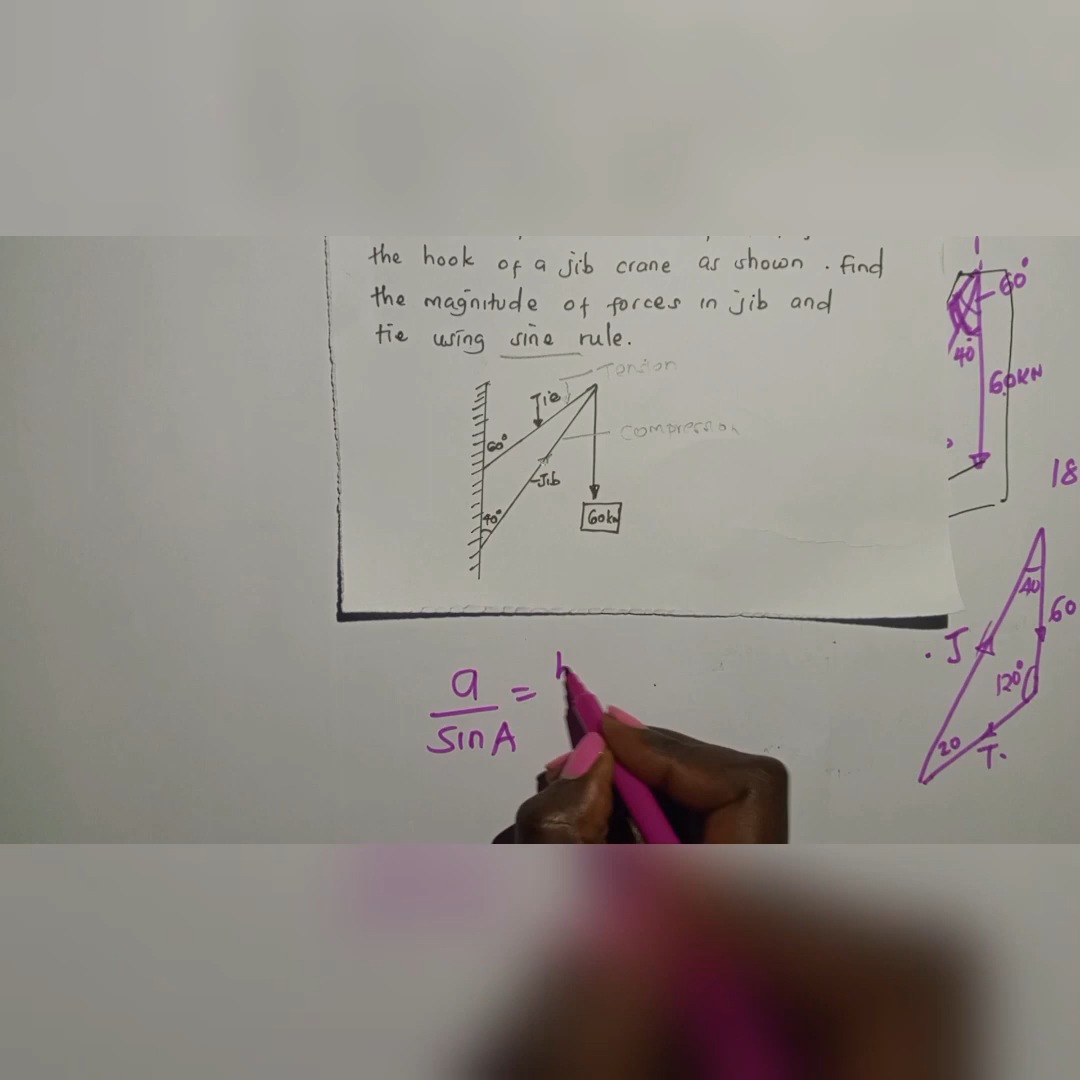 the hook of a jib crane as shown . find
the magnitude of forces in jib and
tie using sine rule.
Tension
Tie
compression
60°
Jib
40°
60kN
60°
40°
60KN
18
40
60
J
120°
20
T.
a/sinA =